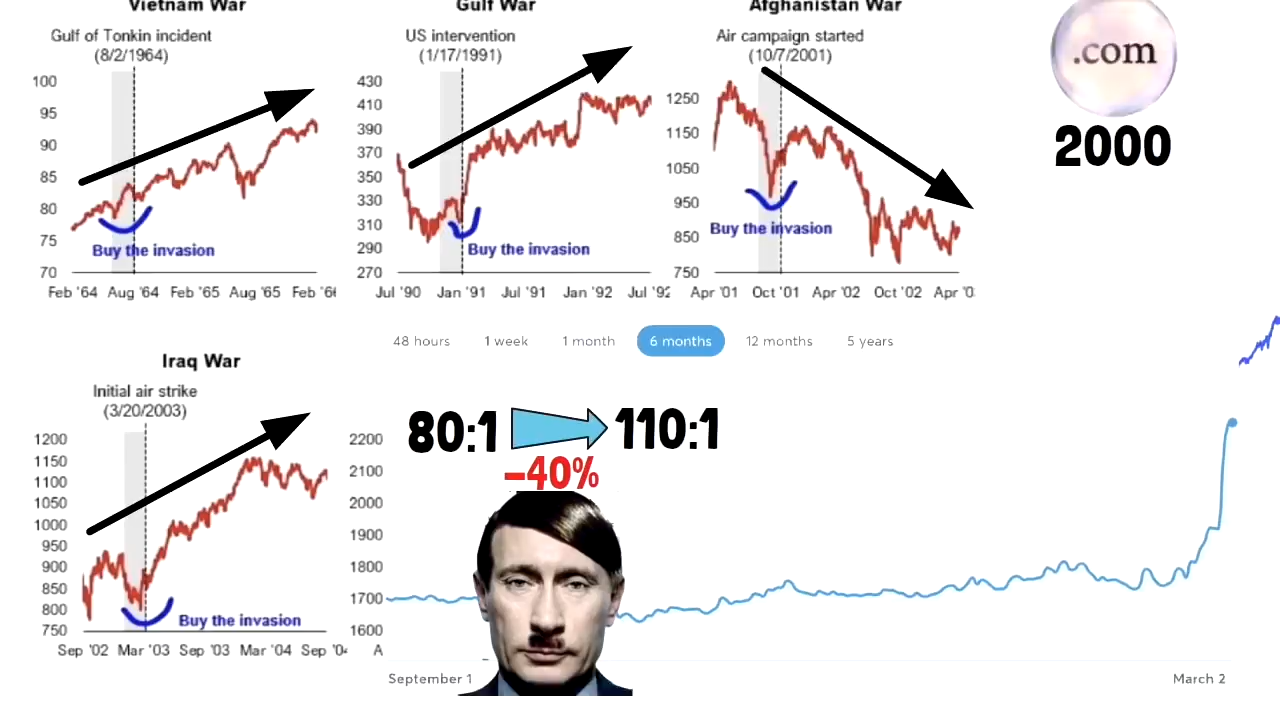 Vietnam War
Gulf of Tonkin incident
(8/2/1964)
100
95
90
85
80
75
70
Buy the invasion
Feb '64 Aug '64 Feb '65 Aug '65 Feb '66
Gulf War
US intervention
(1/17/1991)
430
410
390
370
350
330
310
290
270
Buy the invasion
Jul '90 Jan '91 Jul '91 Jan '92 Jul '92
Afghanistan War
Air campaign started
(10/7/2001)
1250
1150
1050
950
850
750
Buy the invasion
Apr '01 Oct '01 Apr '02 Oct '02 Apr '0
.com
2000
48 hours 1 week 1 month 6 months 12 months 5 years
Iraq War
Initial air strike
(3/20/2003)
1200
1150
1100
1050
1000
950
900
850
800
750
Buy the invasion
Sep '02 Mar '03 Sep '03 Mar '04 Sep '04
80:1 110:1
-40%
2200
2100
2000
1900
1800
1700
1600
A
September 1 March 2